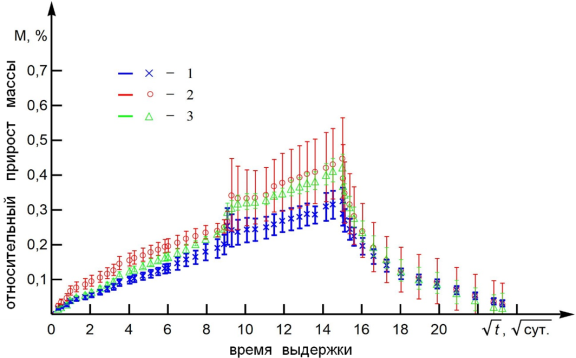 M, %
0,7
0,6
0,5
0,4
0,3
0,2
0,1
относительный прирост массы
× – 1
○ – 2
△ – 3
0 2 4 6 8 10 12 14 16 18 20 √t, √сут.
время выдержки